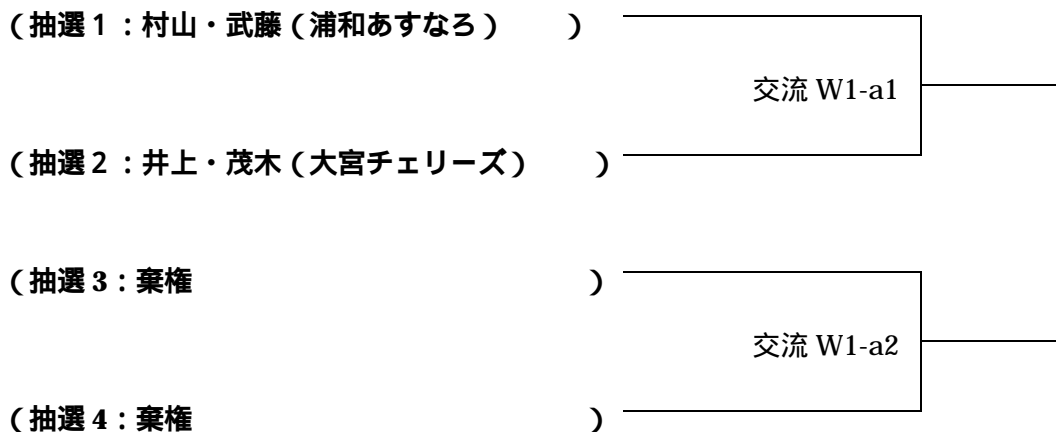 （抽選１：村山・武藤（浦和あすなろ）　　）
交流 W1-a1
（抽選２：井上・茂木（大宮チェリーズ）　　）
（抽選 3：棄権　　　　　　　　　　　　　　）
交流 W1-a2
（抽選 4：棄権　　　　　　　　　　　　　　）